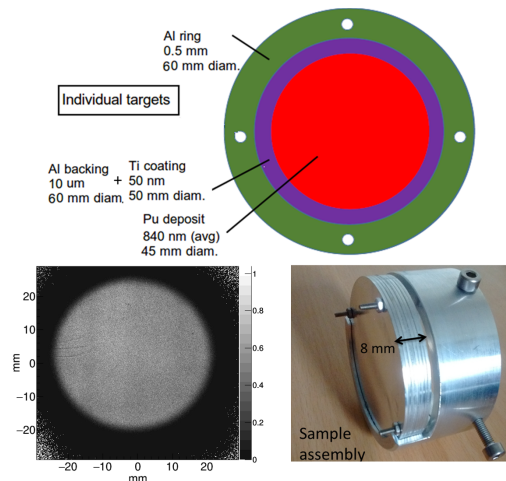 Al ring
0.5 mm
60 mm diam.
Individual targets
Al backing + Ti coating
10 um 50 nm
60 mm diam. 50 mm diam.
Pu deposit
840 nm (avg)
45 mm diam.
20
10
0
−10
−20
mm
−20 −10 0 10 20
mm
1
0.8
0.6
0.4
0.2
0
8 mm
Sample
assembly